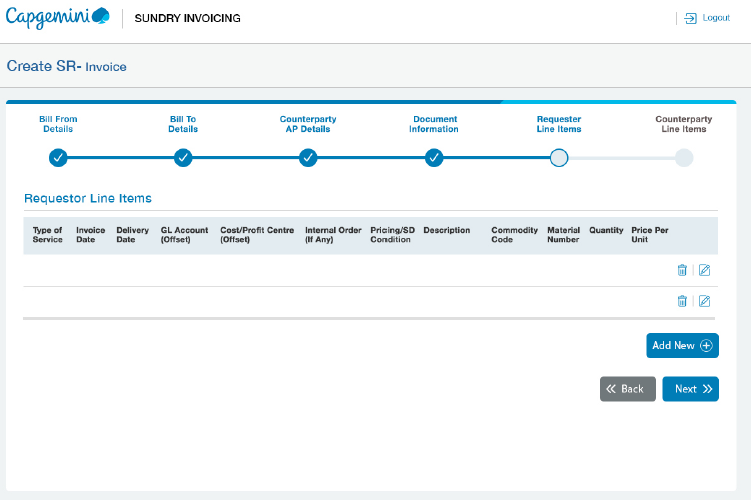 Capgemini SUNDRY INVOICING Logout
Create SR- Invoice
Bill From Details
Bill To Details
Counterparty AP Details
Document Information
Requester Line Items
Counterparty Line Items
Requestor Line Items
Type of Service
Invoice Date
Delivery Date
GL Account (Offset)
Cost/Profit Centre (Offset)
Internal Order (If Any)
Pricing/SD Condition
Description
Commodity Code
Material Number
Quantity
Price Per Unit
Add New
Back Next